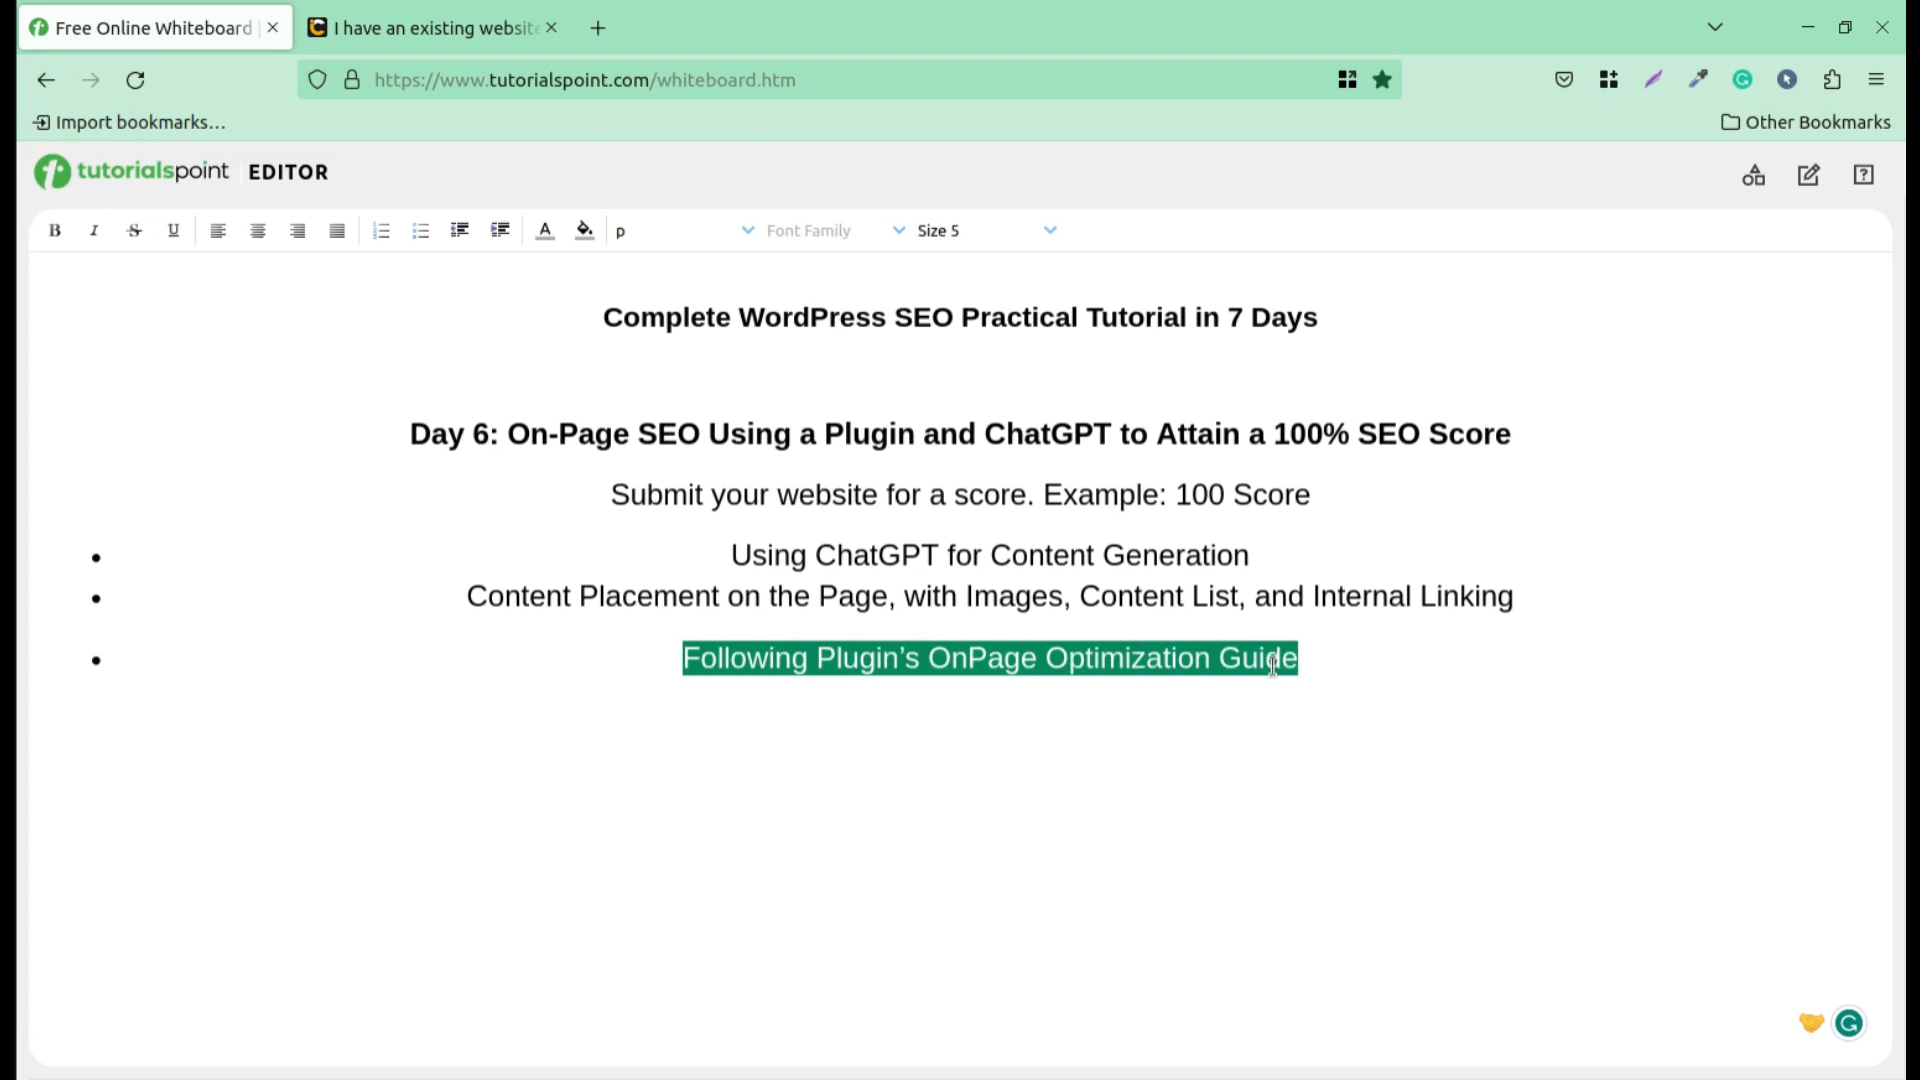 Free Online Whiteboard
I have an existing website
https://www.tutorialspoint.com/whiteboard.htm
Import bookmarks...
Other Bookmarks
tutorialspoint EDITOR
B I S U A p Font Family Size 5
Complete WordPress SEO Practical Tutorial in 7 Days
Day 6: On-Page SEO Using a Plugin and ChatGPT to Attain a 100% SEO Score
Submit your website for a score. Example: 100 Score
Using ChatGPT for Content Generation
Content Placement on the Page, with Images, Content List, and Internal Linking
Following Plugin’s OnPage Optimization Guide